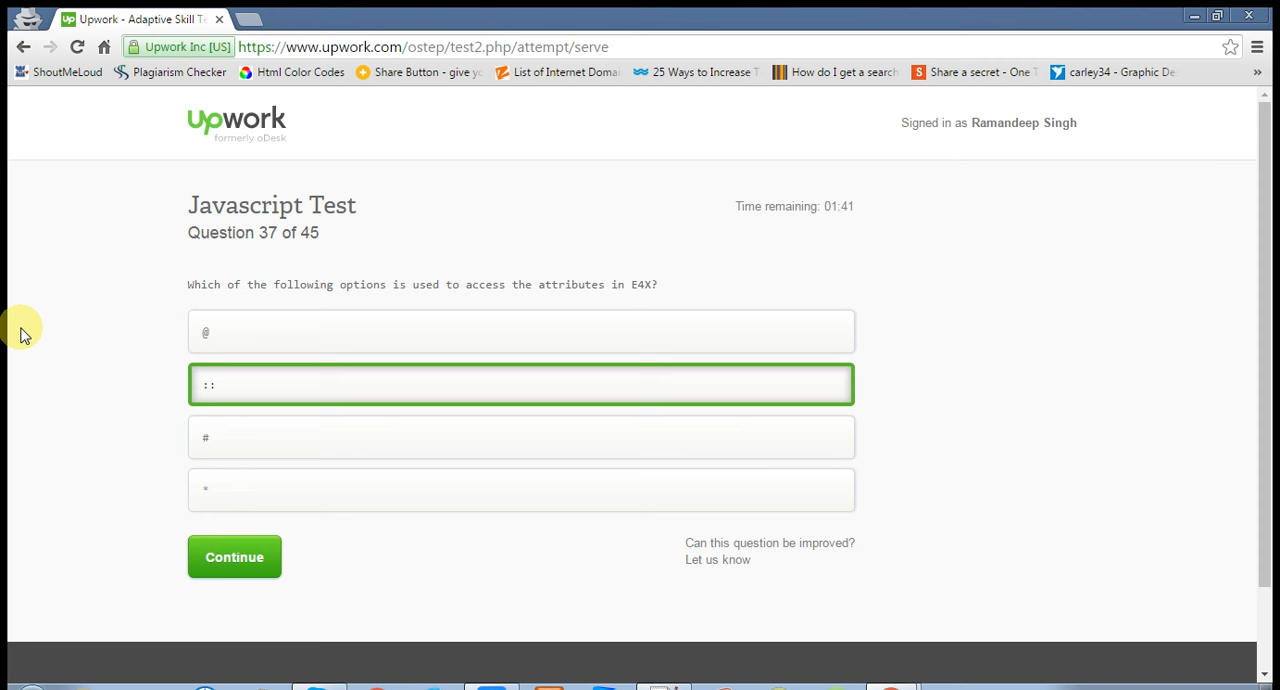 Upwork - Adaptive Skill Te
Upwork Inc [US] https://www.upwork.com/ostep/test2.php/attempt/serve
ShoutMeLoud Plagiarism Checker Html Color Codes Share Button - give yo List of Internet Domai 25 Ways to Increase T How do I get a search Share a secret - One T carley34 - Graphic De »
upwork
formerly oDesk
Signed in as Ramandeep Singh
Javascript Test
Time remaining: 01:41
Question 37 of 45
Which of the following options is used to access the attributes in E4X?
@
::
#
*
Continue
Can this question be improved?
Let us know